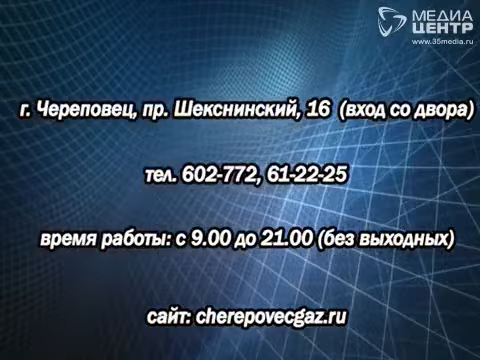 МЕДИА
ЦЕНТР
www.35media.ru
г. Череповец, пр. Шекснинский, 16 (вход со двора)
тел. 602-772, 61-22-25
время работы: с 9.00 до 21.00 (без выходных)
сайт: cherepovecgaz.ru